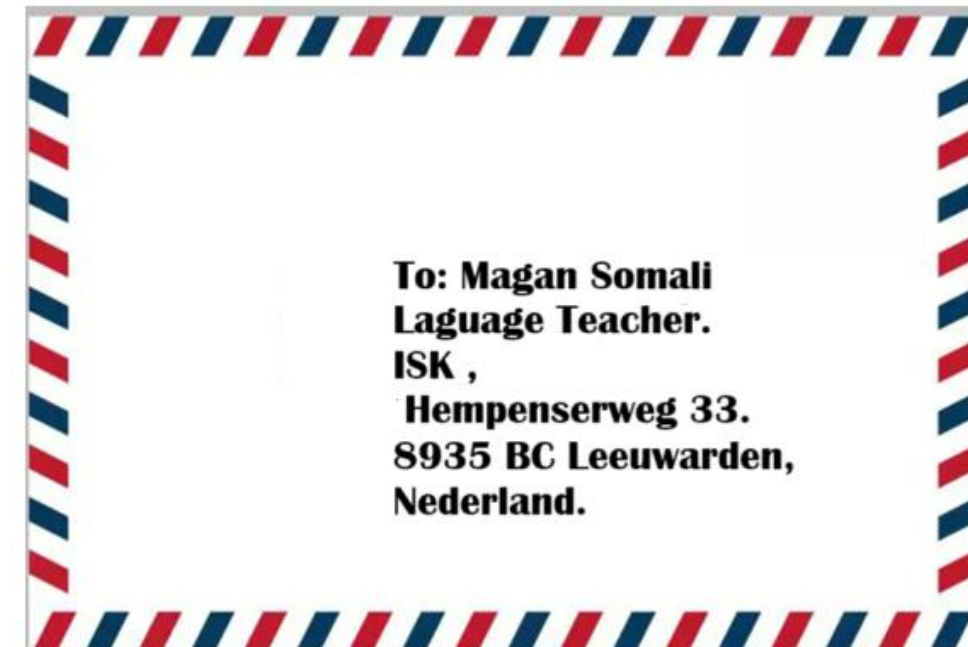 To: Magan Somali
Laguage Teacher.
ISK ,
Hempenserweg 33.
8935 BC Leeuwarden,
Nederland.